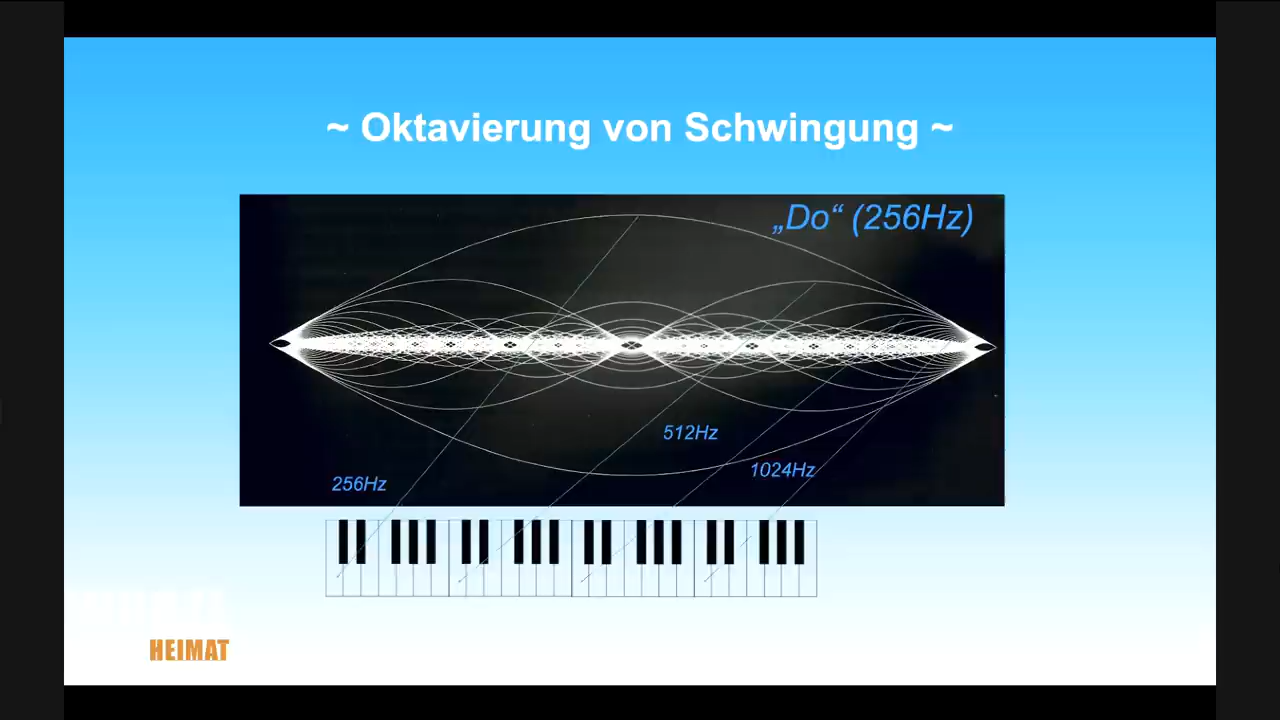 ~ Oktavierung von Schwingung ~
„Do“ (256Hz)
512Hz
1024Hz
256Hz
HEIMAT